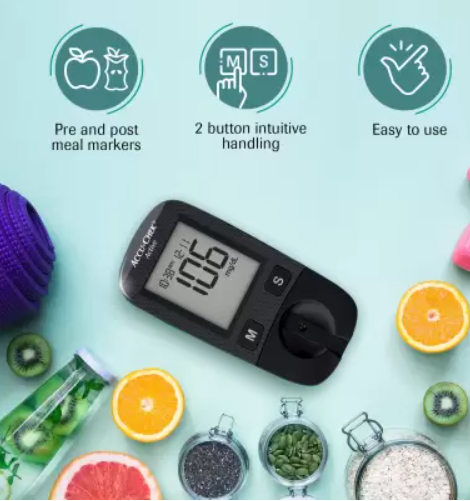 M S
Pre and post
meal markers
2 button intuitive
handling
Easy to use
ACCU-CHEK
Active
10:38am 12-11
106
mg/dL
S
M